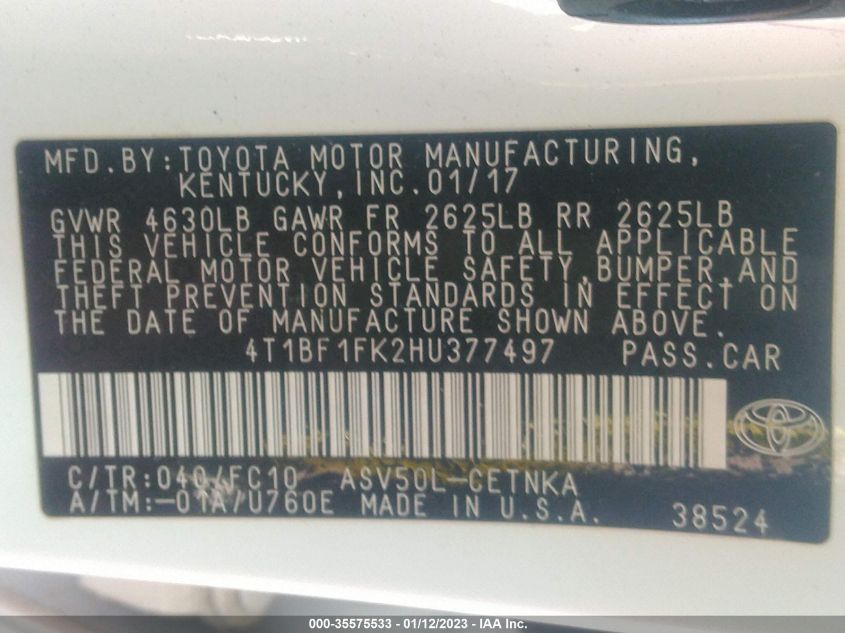 MFD.BY:TOYOTA MOTOR MANUFACTURING,
KENTUCKY,INC.01/17
GVWR 4630LB GAWR FR 2625LB RR 2625LB
THIS VEHICLE CONFORMS TO ALL APPLICABLE
FEDERAL MOTOR VEHICLE SAFETY,BUMPER,AND
THEFT PREVENTION STANDARDS IN EFFECT ON
THE DATE OF MANUFACTURE SHOWN ABOVE.
4T1BF1FK2HU377497 PASS.CAR
C/TR:040/FC10 ASV50L-CETNKA
A/TM:-01A/U760E MADE IN U.S.A. 38524
000-35575533 - 01/12/2023 - IAA Inc.